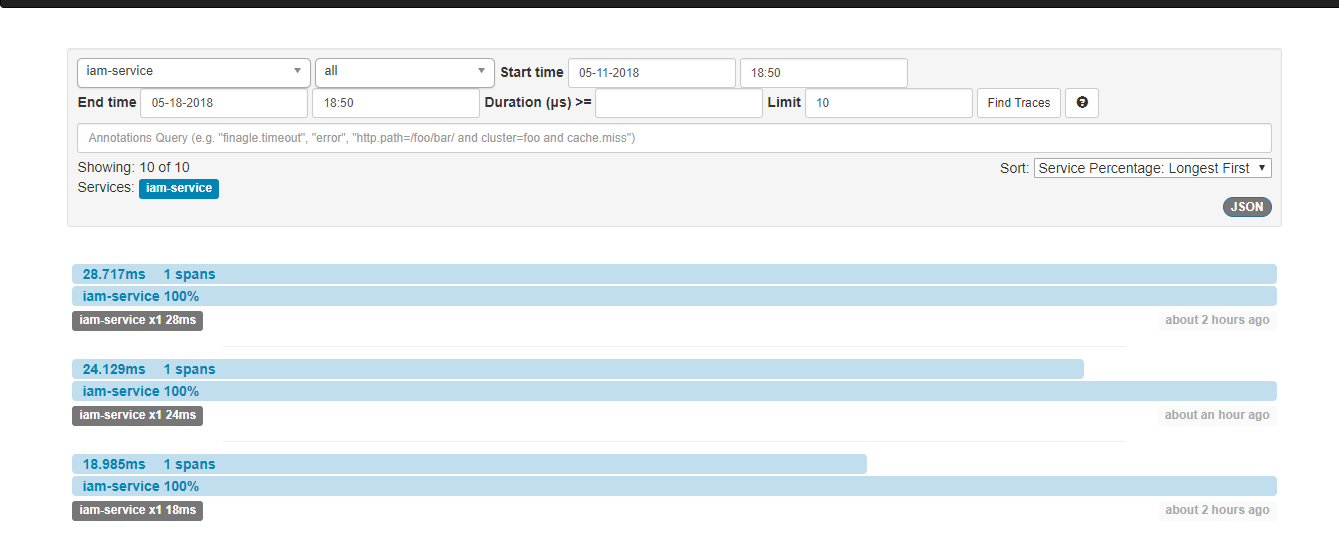 iam-service all Start time 05-11-2018 18:50
End time 05-18-2018 18:50 Duration (μs) >= Limit 10 Find Traces ?
Annotations Query (e.g. "finagle.timeout", "error", "http.path=/foo/bar/ and cluster=foo and cache.miss")
Showing: 10 of 10 Sort: Service Percentage: Longest First
Services: iam-service
JSON
28.717ms 1 spans
iam-service 100%
iam-service x1 28ms about 2 hours ago
24.129ms 1 spans
iam-service 100%
iam-service x1 24ms about an hour ago
18.985ms 1 spans
iam-service 100%
iam-service x1 18ms about 2 hours ago